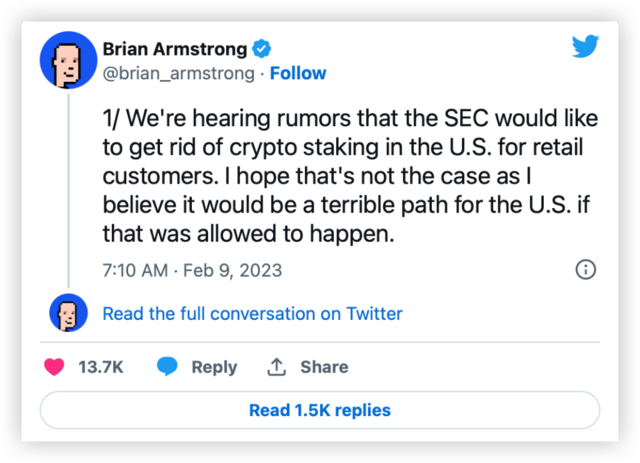 Brian Armstrong
@brian_armstrong · Follow
1/ We're hearing rumors that the SEC would like
to get rid of crypto staking in the U.S. for retail
customers. I hope that's not the case as I
believe it would be a terrible path for the U.S. if
that was allowed to happen.
7:10 AM · Feb 9, 2023
Read the full conversation on Twitter
13.7K Reply Share
Read 1.5K replies